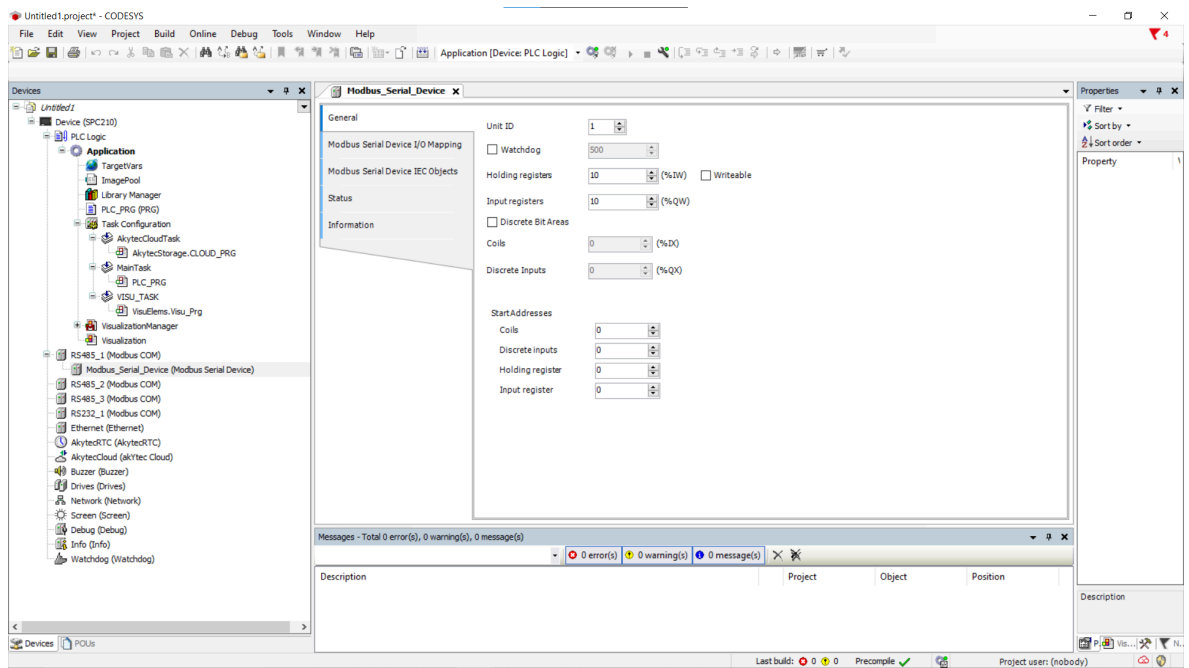 Untitled1.project* - CODESYS
File Edit View Project Build Online Debug Tools Window Help
4
Application [Device: PLC Logic]
Devices
Untitled1
Device (SPC210)
PLC Logic
Application
TargetVars
ImagePool
Library Manager
PLC_PRG (PRG)
Task Configuration
AkytecCloudTask
AkytecStorage.CLOUD_PRG
MainTask
PLC_PRG
VISU_TASK
VisuElems.Visu_Prg
VisualizationManager
Visualization
RS485_1 (Modbus COM)
Modbus_Serial_Device (Modbus Serial Device)
RS485_2 (Modbus COM)
RS485_3 (Modbus COM)
RS232_1 (Modbus COM)
Ethernet (Ethernet)
AkytecRTC (AkytecRTC)
AkytecCloud (akYtec Cloud)
Buzzer (Buzzer)
Drives (Drives)
Network (Network)
Screen (Screen)
Debug (Debug)
Info (Info)
Watchdog (Watchdog)
Devices POUs
Modbus_Serial_Device
General
Modbus Serial Device I/O Mapping
Modbus Serial Device IEC Objects
Status
Information
Unit ID 1
Watchdog 500
Holding registers 10 (%IW) Writeable
Input registers 10 (%QW)
Discrete Bit Areas
Coils 0 (%IX)
Discrete Inputs 0 (%QX)
Start Addresses
Coils 0
Discrete inputs 0
Holding register 0
Input register 0
Messages - Total 0 error(s), 0 warning(s), 0 message(s)
0 error(s) 0 warning(s) 0 message(s)
Description Project Object Position
Properties
Filter
Sort by
Sort order
Property
Description
P... Vis... N...
Last build: 0 0 Precompile Project user: (nobody)